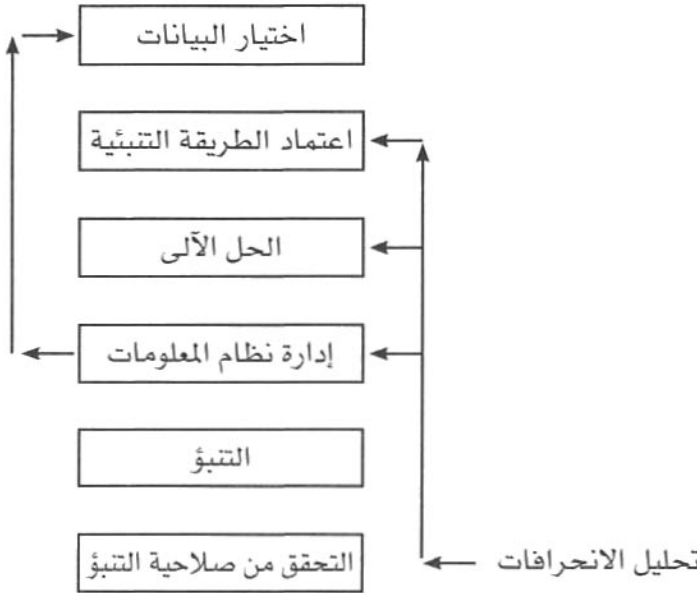 اختيار البيانات
اعتماد الطريقة التنبئية
الحل الآلى
إدارة نظام المعلومات
التنبؤ
التحقق من صلاحية التنبؤ
تحليل الانحرافات